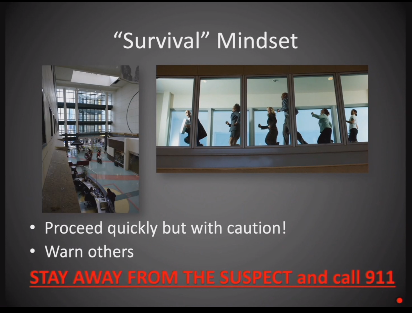 “Survival” Mindset
• Proceed quickly but with caution!
• Warn others
STAY AWAY FROM THE SUSPECT and call 911